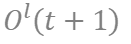 O^l(t + 1)